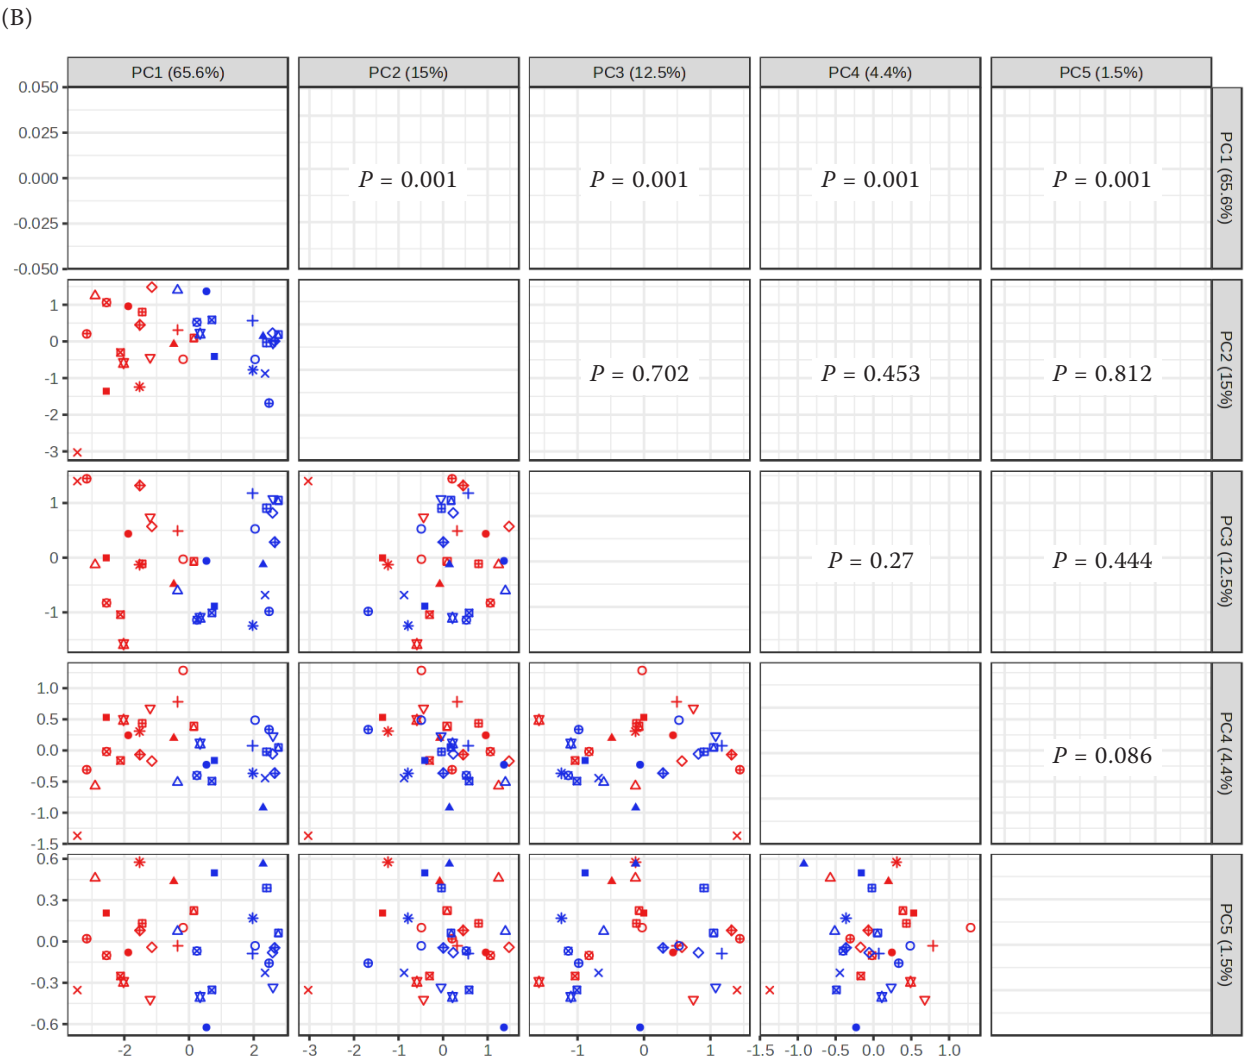 (B)
PC1 (65.6%) PC2 (15%) PC3 (12.5%) PC4 (4.4%) PC5 (1.5%)
0.050
0.025
0.000
-0.025
-0.050
P = 0.001 P = 0.001 P = 0.001 P = 0.001
PC1 (65.6%)
1
0
-1
-2
-3
P = 0.702 P = 0.453 P = 0.812
PC2 (15%)
1
0
-1
P = 0.27 P = 0.444
PC3 (12.5%)
1.0
0.5
0.0
-0.5
-1.0
-1.5
P = 0.086
PC4 (4.4%)
0.6
0.3
0.0
-0.3
-0.6
PC5 (1.5%)
-2 0 2 -3 -2 -1 0 1 -1 0 1 -1.5 -1.0 -0.5 0.0 0.5 1.0